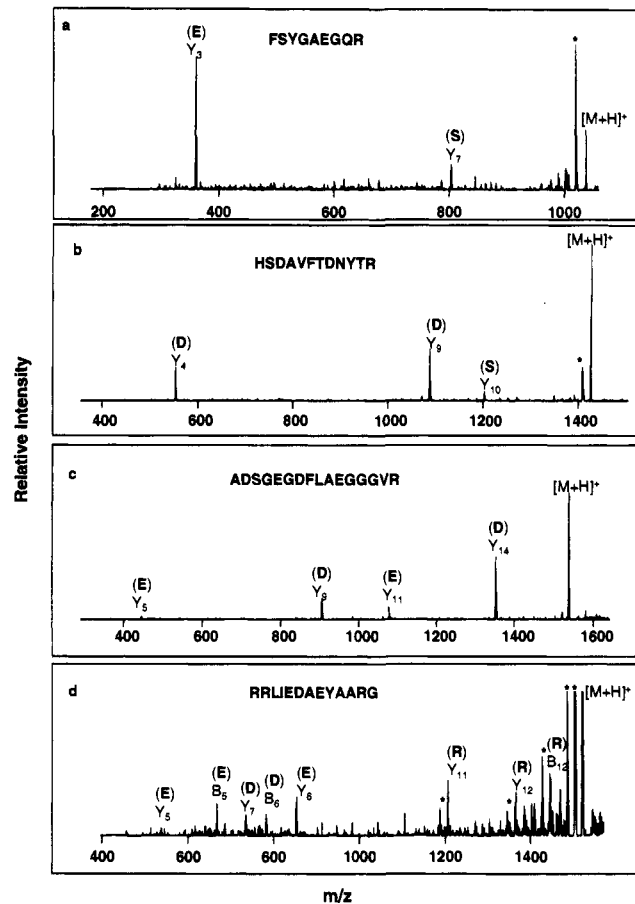 a
FSYGAEGQR
(E)
Y3
(S)
Y7
*
[M+H]+
200 400 600 800 1000
b
HSDAVFTDNYTR
[M+H]+
(D)
Y4
(D)
Y9
(S)
Y10
*
400 600 800 1000 1200 1400
Relative Intensity
c
ADSGEGDFLAEGGGVR
[M+H]+
(E)
Y5
(D)
Y9
(E)
Y11
(D)
Y14
400 600 800 1000 1200 1400 1600
d
RRLIEDAEYAARG
* * [M+H]+
(E)
Y5
(E)
B5
(D)
Y7
(D)
B6
(E)
Y6
*
(R)
Y11
*
(R)
Y12
*
(R)
B12
400 600 800 1000 1200 1400
m/z